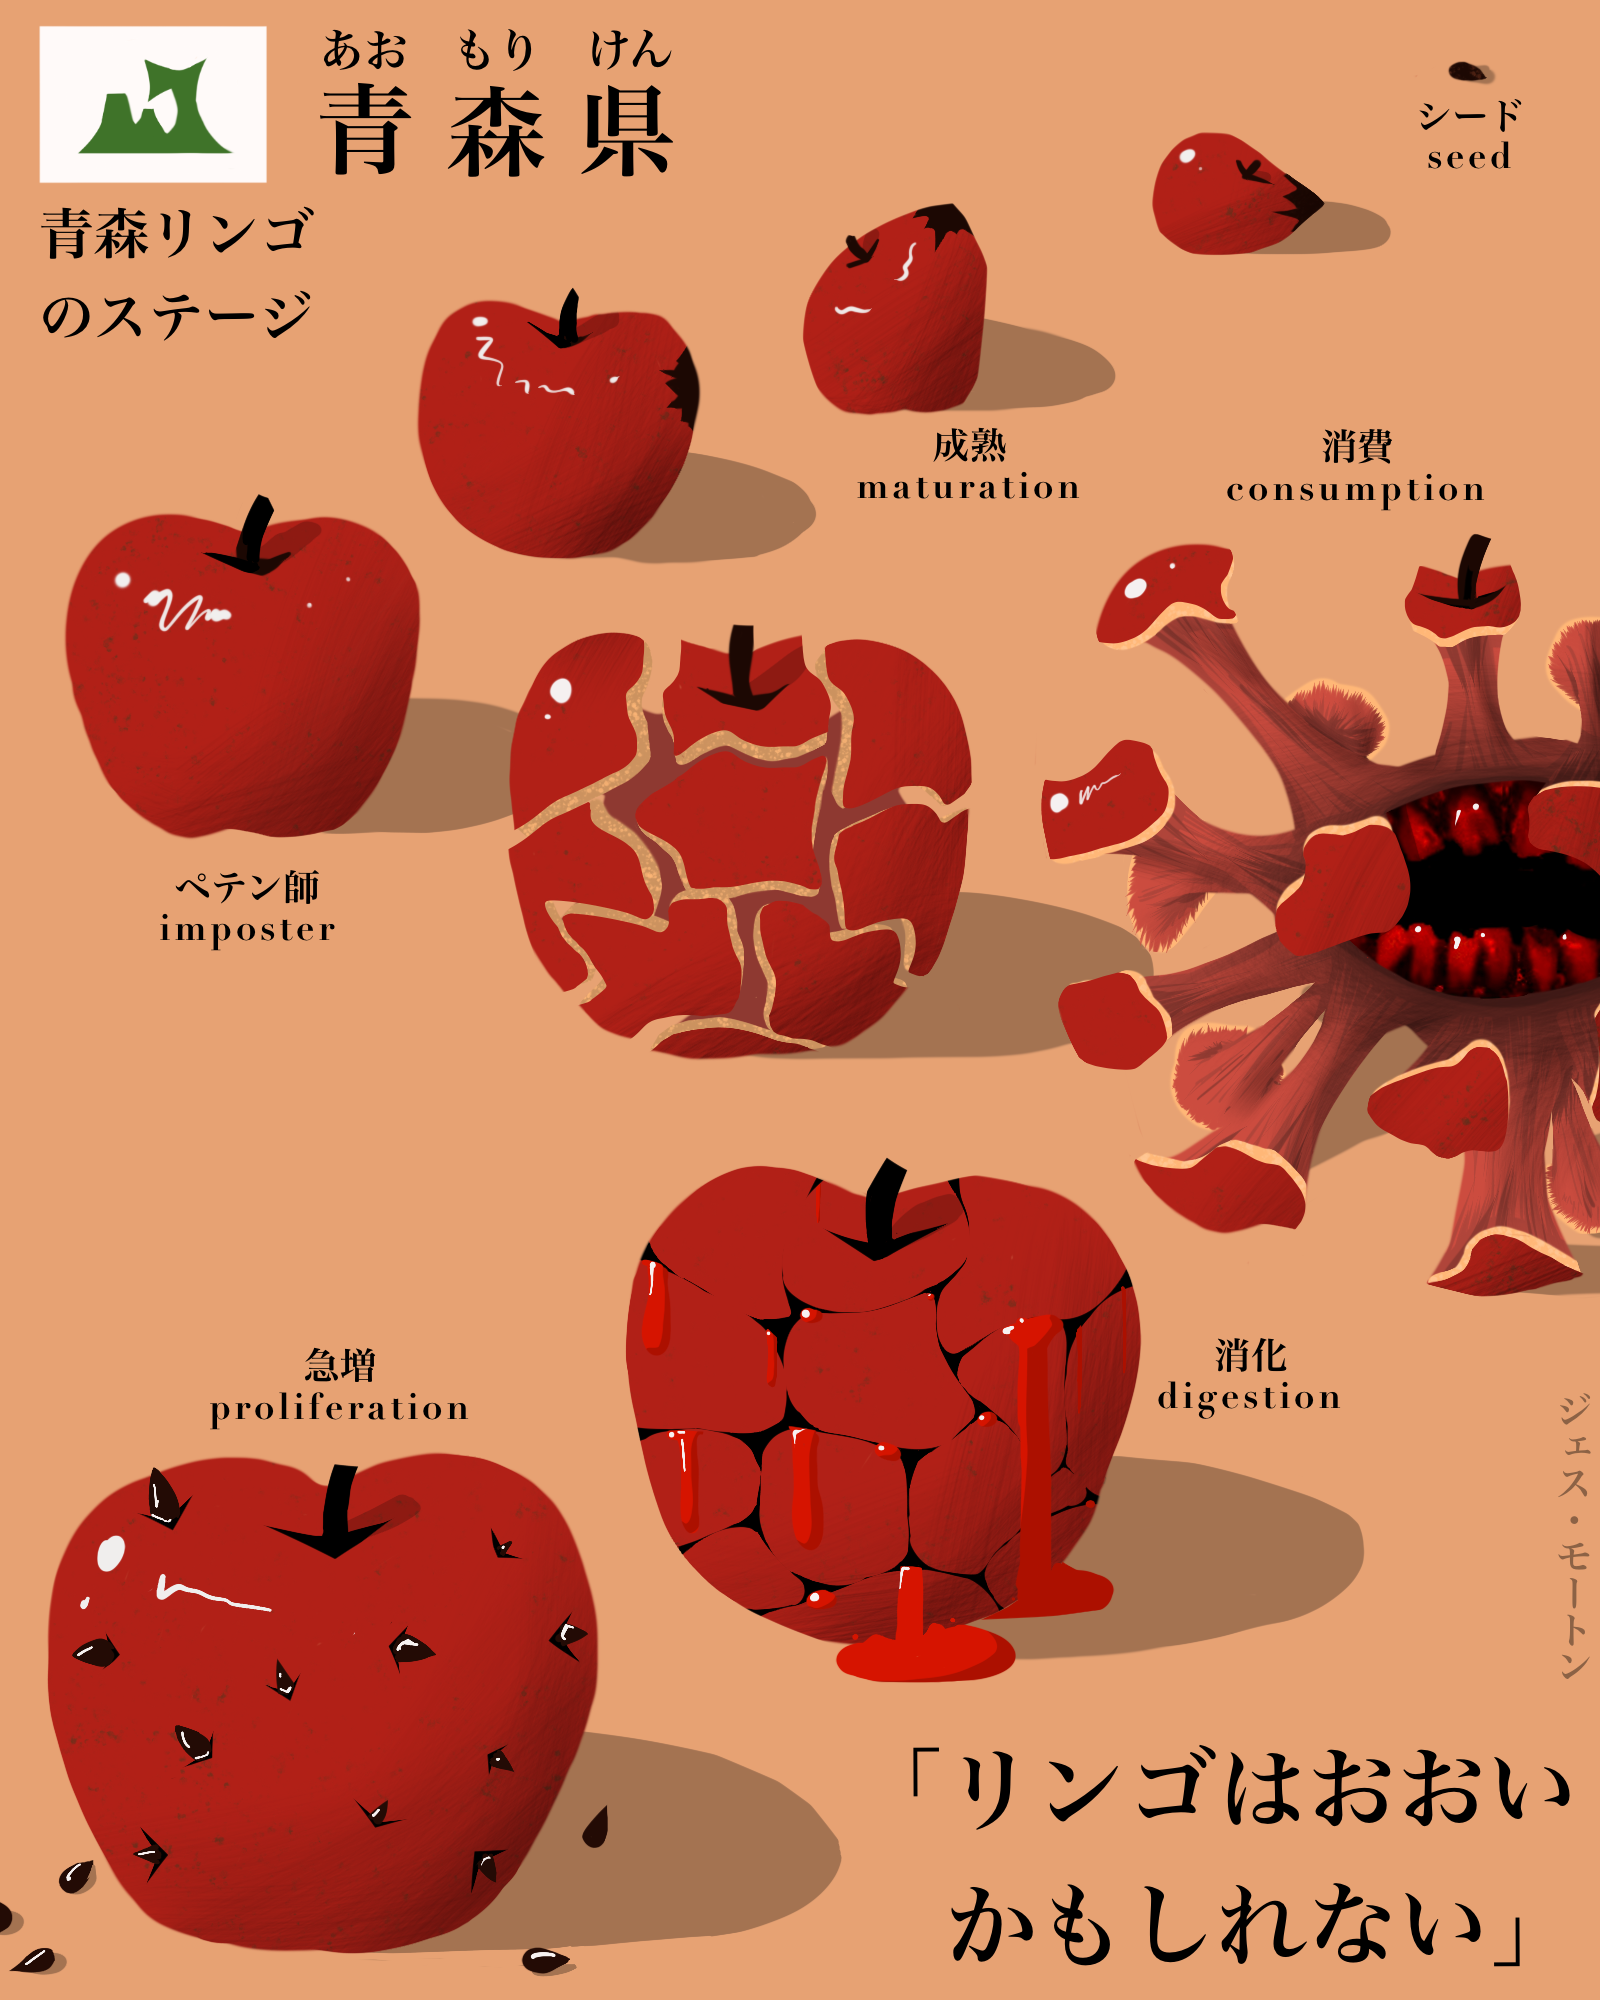 あお もり けん
青森県
青森リンゴ
のステージ
シード
seed
成熟
maturation
消費
consumption
ペテン師
imposter
消化
digestion
急増
proliferation
ジェス・モートン
「リンゴはおおい
かもしれない」